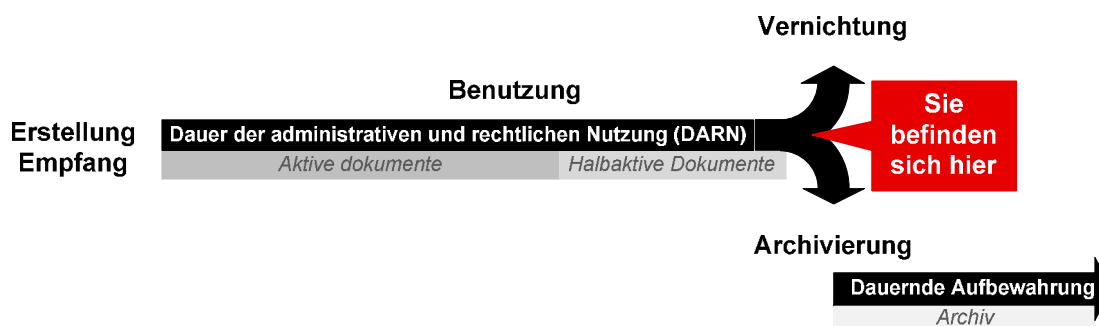 Vernichtung
Benutzung
Erstellung
Empfang
Dauer der administrativen und rechtlichen Nutzung (DARN)
Aktive dokumente
Halbaktive Dokumente
Sie
befinden
sich hier
Archivierung
Dauernde Aufbewahrung
Archiv